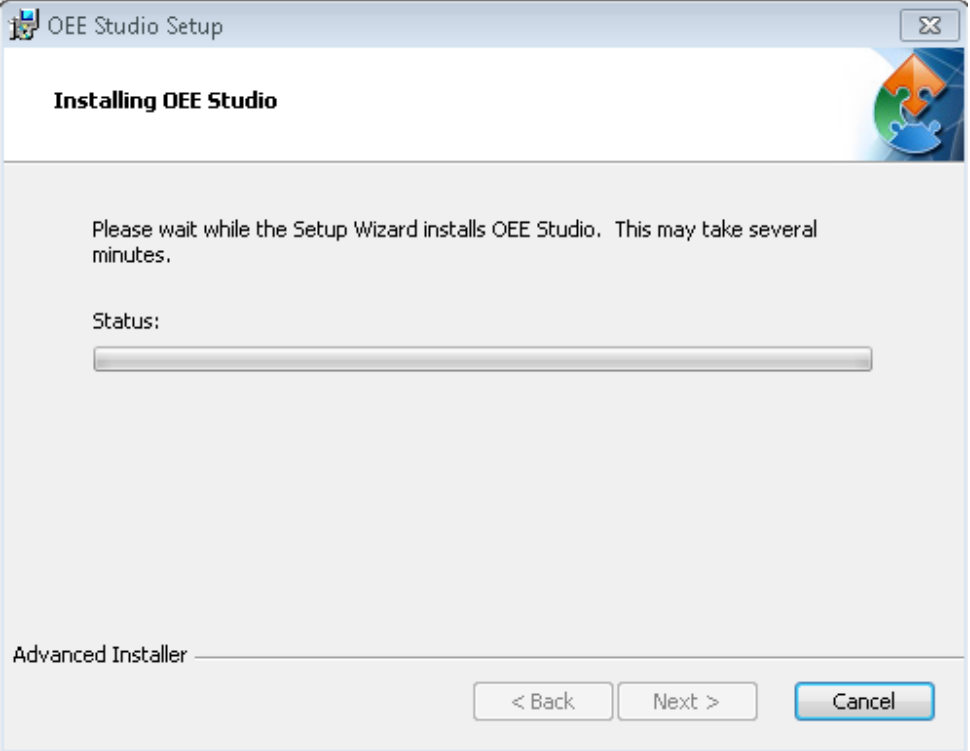 OEE Studio Setup
Installing OEE Studio
Please wait while the Setup Wizard installs OEE Studio.  This may take several
minutes.
Status:
Advanced Installer
< Back
Next >
Cancel